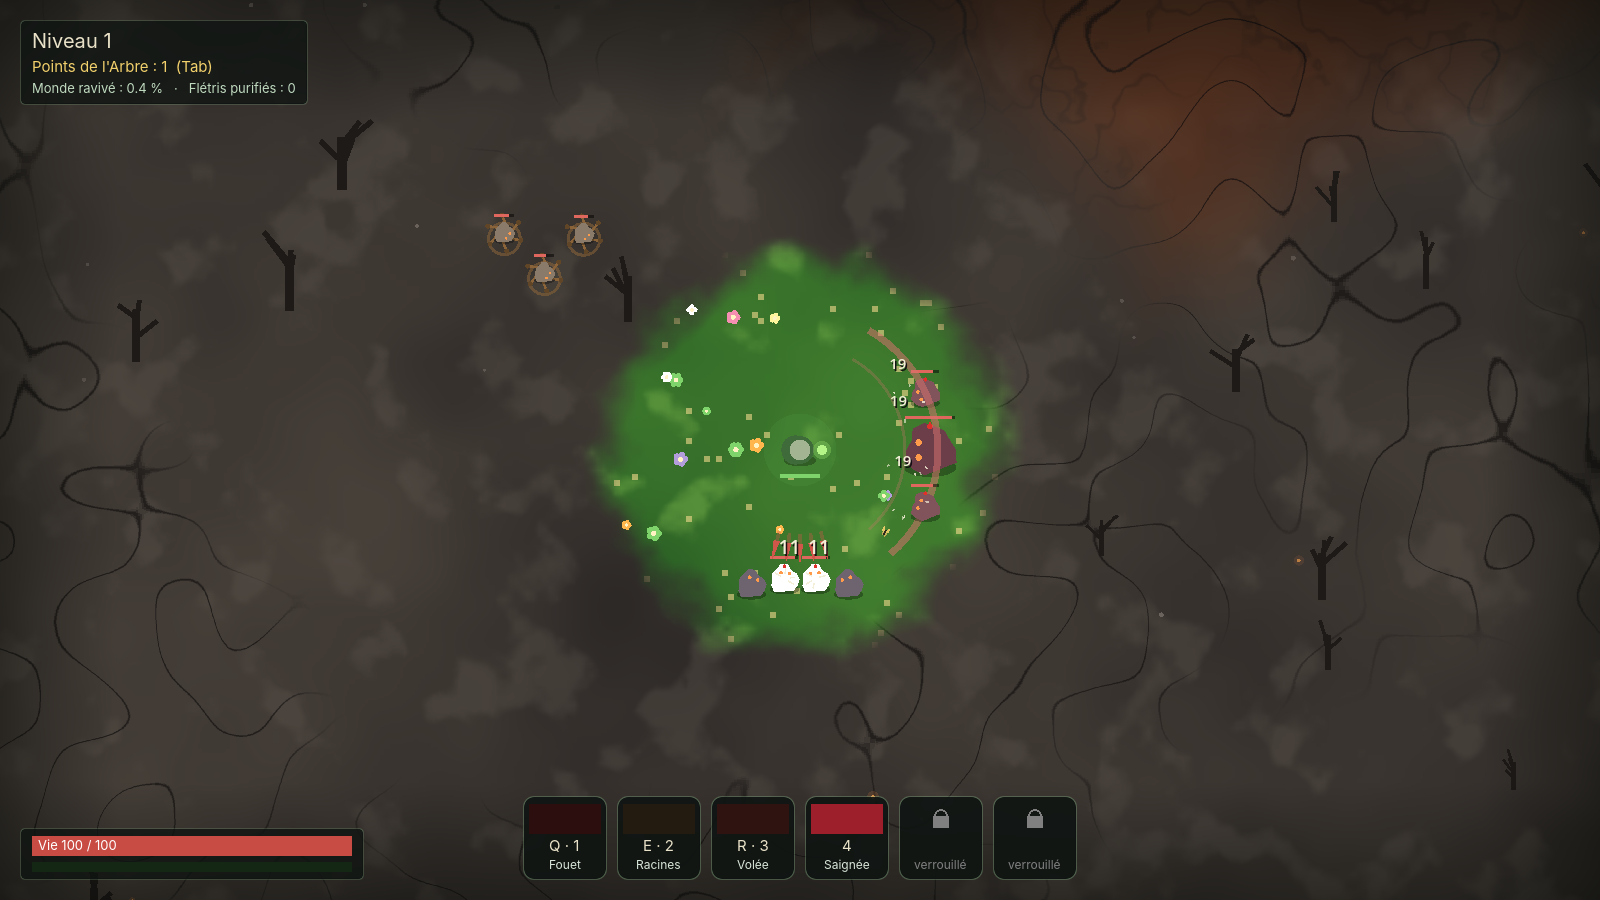 Niveau 1
Points de l'Arbre : 1 (Tab)
Monde ravivé : 0.4 % · Flétris purifiés : 0
19
19
19
11 11
Vie 100 / 100
Q · 1
Fouet
E · 2
Racines
R · 3
Volée
4
Saignée
verrouillé
verrouillé